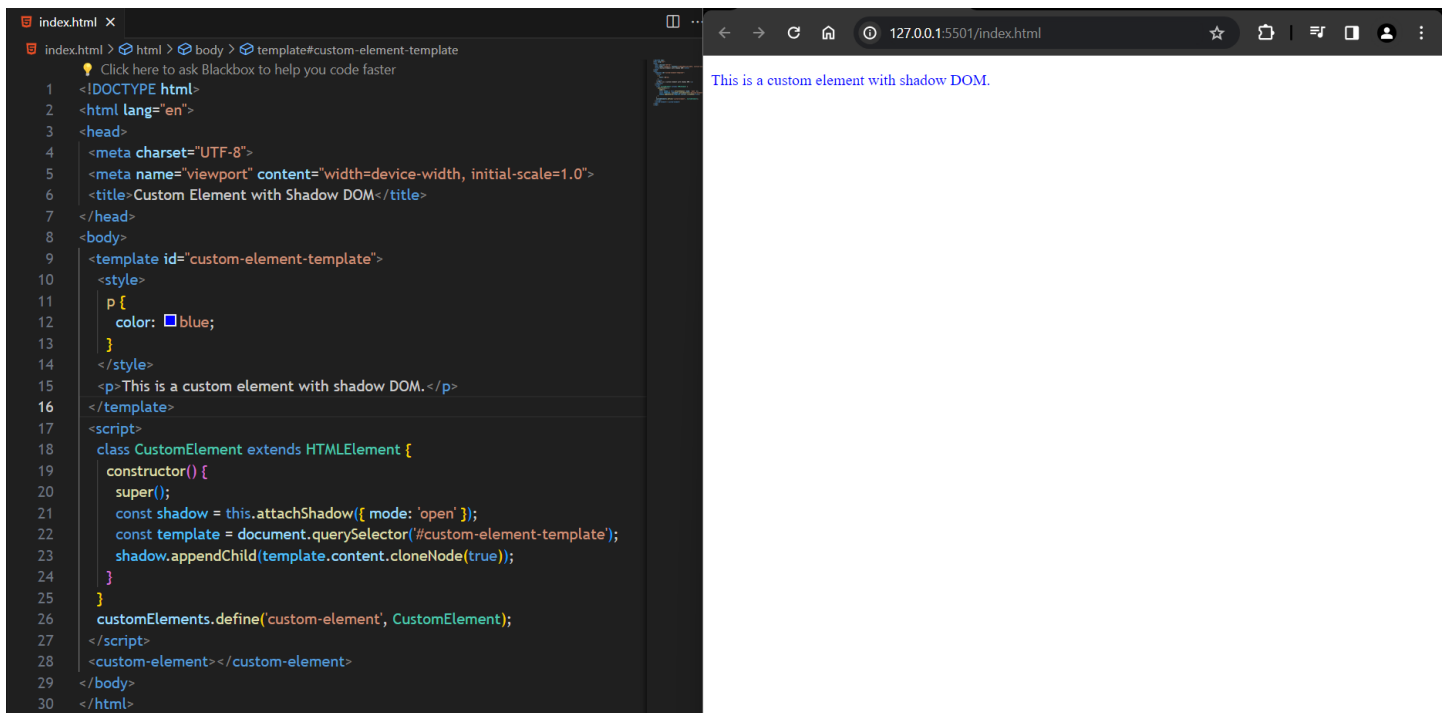 index.html
index.html > html > body > template#custom-element-template
Click here to ask Blackbox to help you code faster
1 <!DOCTYPE html>
2 <html lang="en">
3 <head>
4 <meta charset="UTF-8">
5 <meta name="viewport" content="width=device-width, initial-scale=1.0">
6 <title>Custom Element with Shadow DOM</title>
7 </head>
8 <body>
9 <template id="custom-element-template">
10 <style>
11 p {
12 color: blue;
13 }
14 </style>
15 <p>This is a custom element with shadow DOM.</p>
16 </template>
17 <script>
18 class CustomElement extends HTMLElement {
19 constructor() {
20 super();
21 const shadow = this.attachShadow({ mode: 'open' });
22 const template = document.querySelector('#custom-element-template');
23 shadow.appendChild(template.content.cloneNode(true));
24 }
25 }
26 customElements.define('custom-element', CustomElement);
27 </script>
28 <custom-element></custom-element>
29 </body>
30 </html>
127.0.0.1:5501/index.html
This is a custom element with shadow DOM.